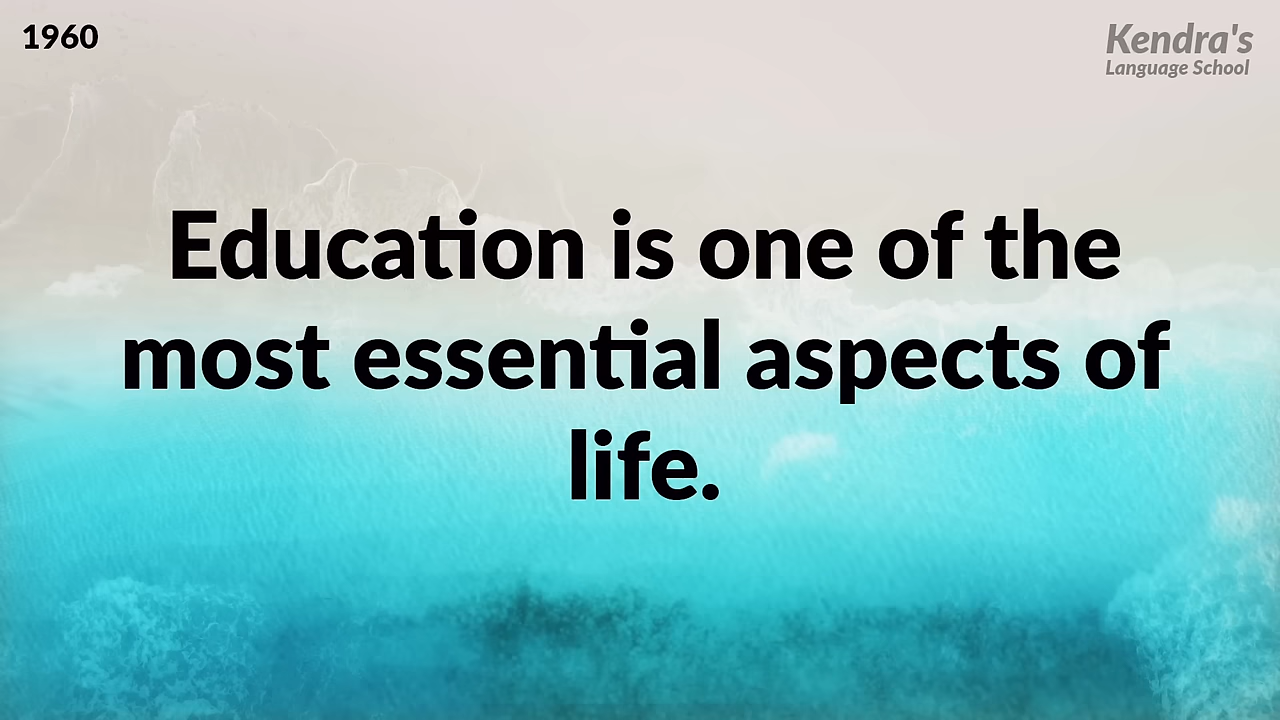 1960
Kendra's
Language School
Education is one of the
most essential aspects of
life.